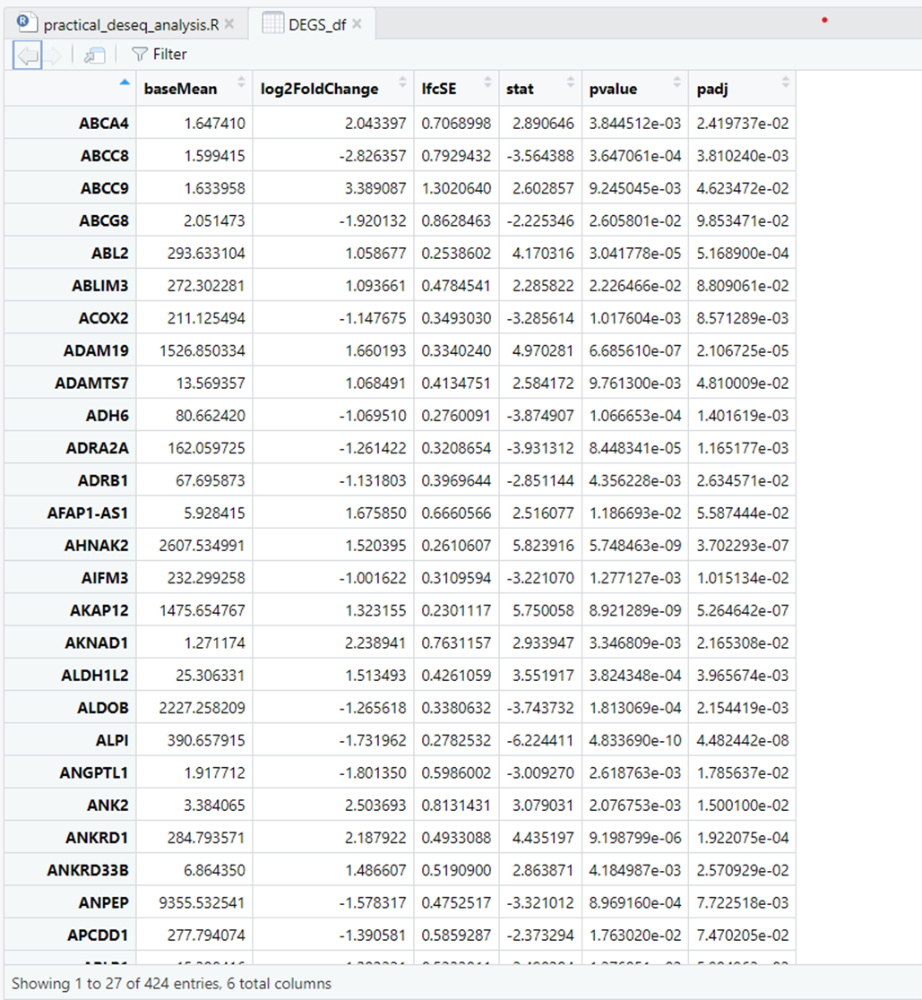 practical_deseq_analysis.R DEGS_df
Filter
baseMean log2FoldChange lfcSE stat pvalue padj
ABCA4 1.647410 2.043397 0.7068998 2.890646 3.844512e-03 2.419737e-02
ABCC8 1.599415 -2.826357 0.7929432 -3.564388 3.647061e-04 3.810240e-03
ABCC9 1.633958 3.389087 1.3020640 2.602857 9.245045e-03 4.623472e-02
ABCG8 2.051473 -1.920132 0.8628463 -2.225346 2.605801e-02 9.853471e-02
ABL2 293.633104 1.058677 0.2538602 4.170316 3.041778e-05 5.168900e-04
ABLIM3 272.302281 1.093661 0.4784541 2.285822 2.226466e-02 8.809061e-02
ACOX2 211.125494 -1.147675 0.3493030 -3.285614 1.017604e-03 8.571289e-03
ADAM19 1526.850334 1.660193 0.3340240 4.970281 6.685610e-07 2.106725e-05
ADAMTS7 13.569357 1.068491 0.4134751 2.584172 9.761300e-03 4.810009e-02
ADH6 80.662420 -1.069510 0.2760091 -3.874907 1.066653e-04 1.401619e-03
ADRA2A 162.059725 -1.261422 0.3208654 -3.931312 8.448341e-05 1.165177e-03
ADRB1 67.695873 -1.131803 0.3969644 -2.851144 4.356228e-03 2.634571e-02
AFAP1-AS1 5.928415 1.675850 0.6660566 2.516077 1.186693e-02 5.587444e-02
AHNAK2 2607.534991 1.520395 0.2610607 5.823916 5.748463e-09 3.702293e-07
AIFM3 232.299258 -1.001622 0.3109594 -3.221070 1.277127e-03 1.015134e-02
AKAP12 1475.654767 1.323155 0.2301117 5.750058 8.921289e-09 5.264642e-07
AKNAD1 1.271174 2.238941 0.7631157 2.933947 3.346809e-03 2.165308e-02
ALDH1L2 25.306331 1.513493 0.4261059 3.551917 3.824348e-04 3.965674e-03
ALDOB 2227.258209 -1.265618 0.3380632 -3.743732 1.813069e-04 2.154419e-03
ALPI 390.657915 -1.731962 0.2782532 -6.224411 4.833690e-10 4.482442e-08
ANGPTL1 1.917712 -1.801350 0.5986002 -3.009270 2.618763e-03 1.785637e-02
ANK2 3.384065 2.503693 0.8131431 3.079031 2.076753e-03 1.500100e-02
ANKRD1 284.793571 2.187922 0.4933088 4.435197 9.198799e-06 1.922075e-04
ANKRD33B 6.864350 1.486607 0.5190900 2.863871 4.184987e-03 2.570929e-02
ANPEP 9355.532541 -1.578317 0.4752517 -3.321012 8.969160e-04 7.722518e-03
APCDD1 277.794074 -1.390581 0.5859287 -2.373294 1.763020e-02 7.470205e-02
Showing 1 to 27 of 424 entries, 6 total columns